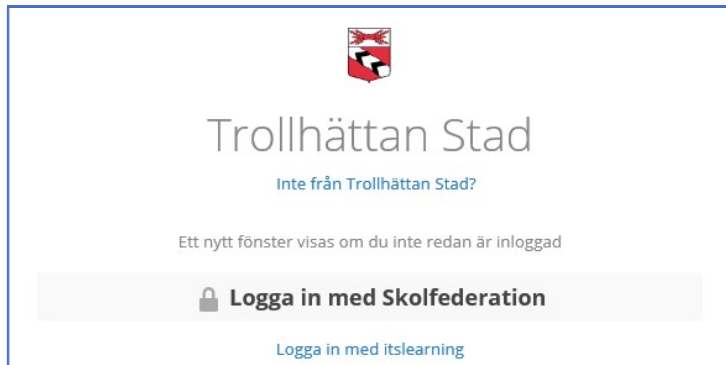 Trollhättan Stad
Inte från Trollhättan Stad?
Ett nytt fönster visas om du inte redan är inloggad
Logga in med Skolfederation
Logga in med itslearning